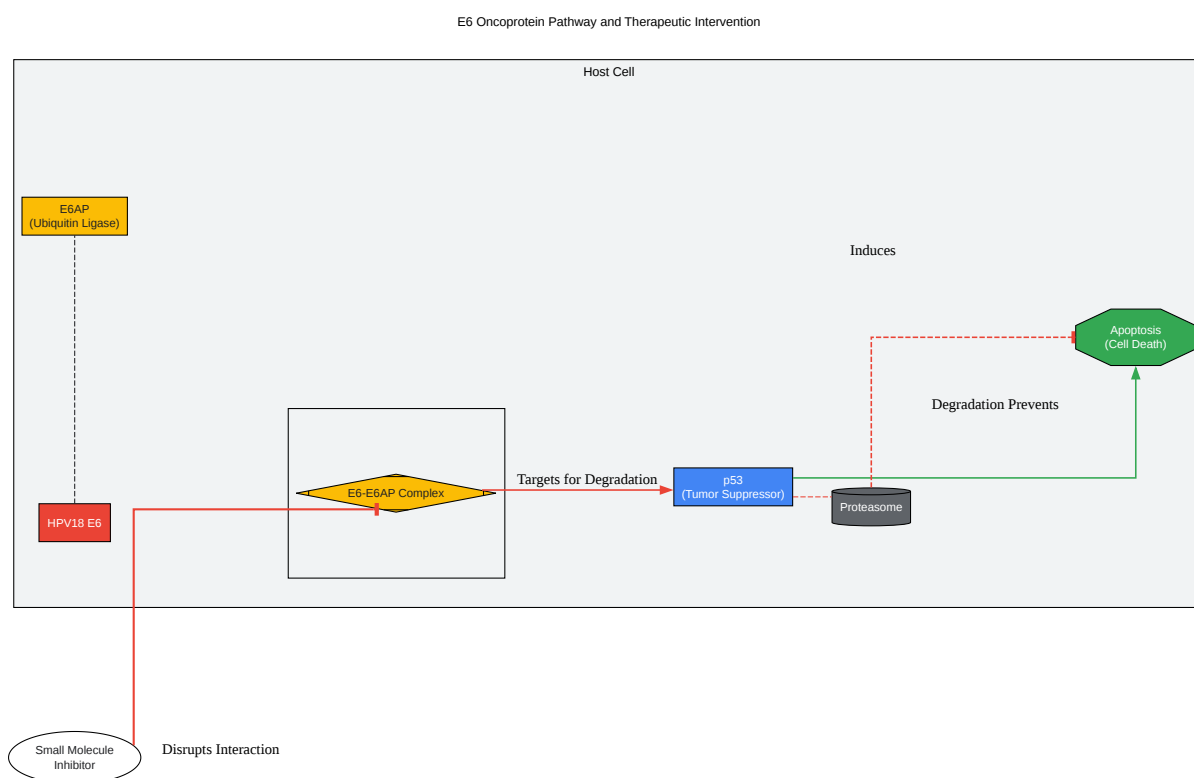 E6 Oncoprotein Pathway and Therapeutic Intervention
Host Cell
E6AP
(Ubiquitin Ligase)
Induces
Apoptosis
(Cell Death)
Degradation Prevents
Targets for Degradation
p53
(Tumor Suppressor)
E6-E6AP Complex
Proteasome
HPV18 E6
Small Molecule
Inhibitor
Disrupts Interaction